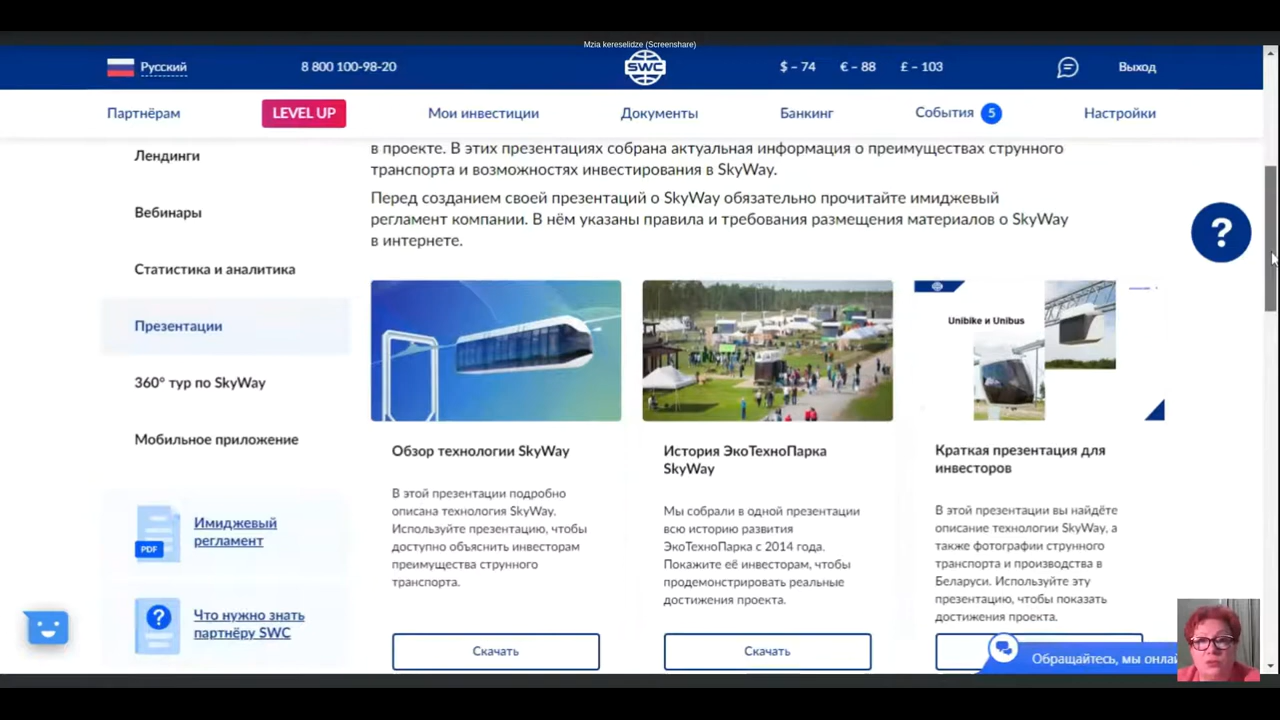 Mzia kereselidze (Screenshare)
Русский
8 800 100-98-20
SWC
$ – 74
€ – 88
£ – 103
Выход
Партнёрам
LEVEL UP
Мои инвестиции
Документы
Банкинг
События 5
Настройки
Лендинги
Вебинары
Статистика и аналитика
Презентации
360° тур по SkyWay
Мобильное приложение
PDF
Имиджевый
регламент
?
Что нужно знать
партнёру SWC
в проекте. В этих презентациях собрана актуальная информация о преимуществах струнного
транспорта и возможностях инвестирования в SkyWay.
Перед созданием своей презентаций о SkyWay обязательно прочитайте имиджевый
регламент компании. В нём указаны правила и требования размещения материалов о SkyWay
в интернете.
?
Обзор технологии SkyWay
В этой презентации подробно
описана технология SkyWay.
Используйте презентацию, чтобы
доступно объяснить инвесторам
преимущества струнного
транспорта.
Скачать
История ЭкоТехноПарка
SkyWay
Мы собрали в одной презентации
всю историю развития
ЭкоТехноПарка с 2014 года.
Покажите её инвесторам, чтобы
продемонстрировать реальные
достижения проекта.
Скачать
Unibike и Unibus
Краткая презентация для
инвесторов
В этой презентации вы найдёте
описание технологии SkyWay, а
также фотографии струнного
транспорта и производства в
Беларуси. Используйте эту
презентацию, чтобы показать
достижения проекта.
Обращайтесь, мы онлай